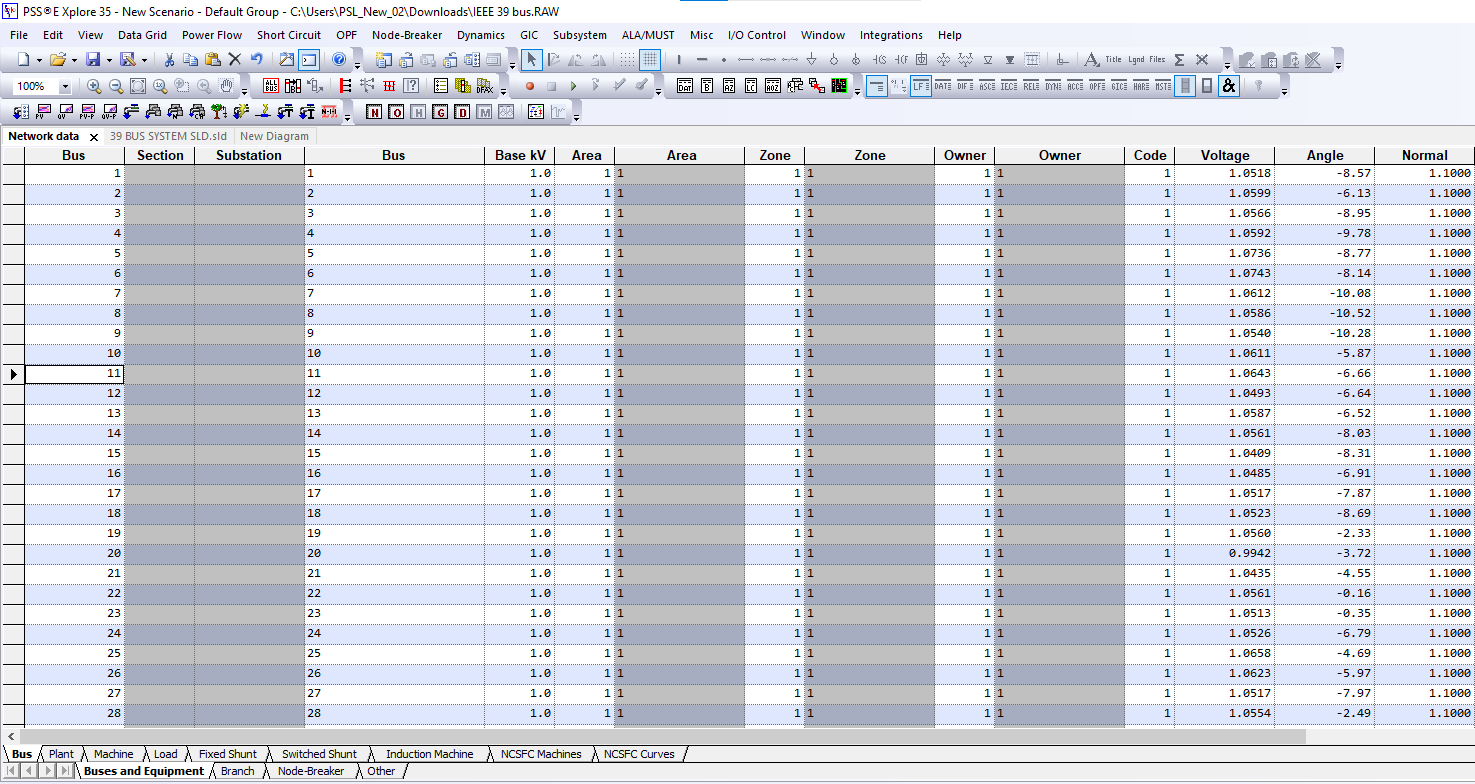 PSS®E Xplore 35 - New Scenario - Default Group - C:\Users\PSL_New_02\Downloads\IEEE 39 bus.RAW
File Edit View Data Grid Power Flow Short Circuit OPF Node-Breaker Dynamics GIC Subsystem ALA/MUST Misc I/O Control Window Integrations Help
Title Lgnd Files
100%
Network data 39 BUS SYSTEM SLD.sld New Diagram
Bus Section Substation Bus Base kV Area Area Zone Zone Owner Owner Code Voltage Angle Normal
1 1 1.0 1 1 1 1 1 1 1 1.0518 -8.57 1.1000
2 2 1.0 1 1 1 1 1 1 1 1.0599 -6.13 1.1000
3 3 1.0 1 1 1 1 1 1 1 1.0566 -8.95 1.1000
4 4 1.0 1 1 1 1 1 1 1 1.0592 -9.78 1.1000
5 5 1.0 1 1 1 1 1 1 1 1.0736 -8.77 1.1000
6 6 1.0 1 1 1 1 1 1 1 1.0743 -8.14 1.1000
7 7 1.0 1 1 1 1 1 1 1 1.0612 -10.08 1.1000
8 8 1.0 1 1 1 1 1 1 1 1.0586 -10.52 1.1000
9 9 1.0 1 1 1 1 1 1 1 1.0540 -10.28 1.1000
10 10 1.0 1 1 1 1 1 1 1 1.0611 -5.87 1.1000
11 11 1.0 1 1 1 1 1 1 1 1.0643 -6.66 1.1000
12 12 1.0 1 1 1 1 1 1 1 1.0493 -6.64 1.1000
13 13 1.0 1 1 1 1 1 1 1 1.0587 -6.52 1.1000
14 14 1.0 1 1 1 1 1 1 1 1.0561 -8.03 1.1000
15 15 1.0 1 1 1 1 1 1 1 1.0409 -8.31 1.1000
16 16 1.0 1 1 1 1 1 1 1 1.0485 -6.91 1.1000
17 17 1.0 1 1 1 1 1 1 1 1.0517 -7.87 1.1000
18 18 1.0 1 1 1 1 1 1 1 1.0523 -8.69 1.1000
19 19 1.0 1 1 1 1 1 1 1 1.0560 -2.33 1.1000
20 20 1.0 1 1 1 1 1 1 1 0.9942 -3.72 1.1000
21 21 1.0 1 1 1 1 1 1 1 1.0435 -4.55 1.1000
22 22 1.0 1 1 1 1 1 1 1 1.0561 -0.16 1.1000
23 23 1.0 1 1 1 1 1 1 1 1.0513 -0.35 1.1000
24 24 1.0 1 1 1 1 1 1 1 1.0526 -6.79 1.1000
25 25 1.0 1 1 1 1 1 1 1 1.0658 -4.69 1.1000
26 26 1.0 1 1 1 1 1 1 1 1.0623 -5.97 1.1000
27 27 1.0 1 1 1 1 1 1 1 1.0517 -7.97 1.1000
28 28 1.0 1 1 1 1 1 1 1 1.0554 -2.49 1.1000
Bus Plant Machine Load Fixed Shunt Switched Shunt Induction Machine NCSFC Machines NCSFC Curves
Buses and Equipment Branch Node-Breaker Other